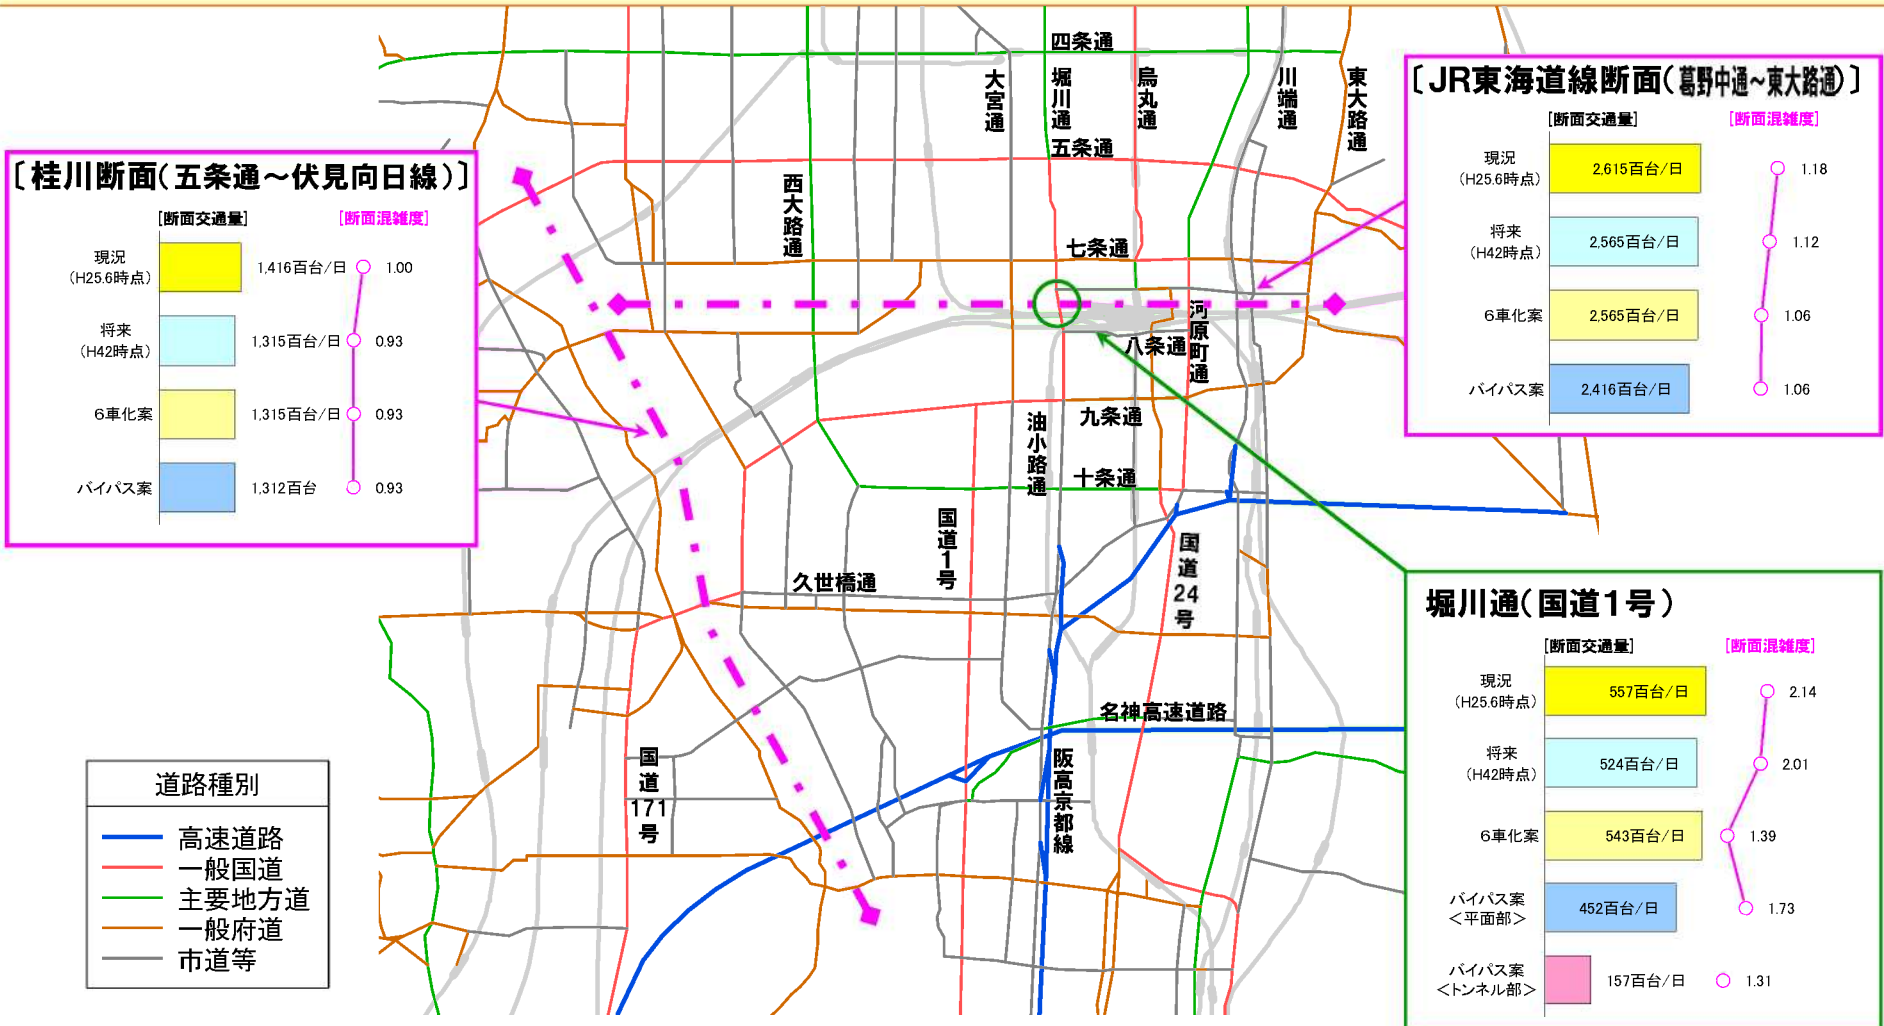 〔桂川断面(五条通～伏見向日線)〕
[断面交通量]
[断面混雑度]
現況
(H25.6時点)
1,416百台/日
1.00
将来
(H42時点)
1,315百台/日
0.93
6車化案
1,315百台/日
0.93
バイパス案
1,312百台
0.93
四条通
大宮通
堀川通
烏丸通
川端通
東大路通
五条通
西大路通
七条通
河原町通
八条通
九条通
油小路通
十条通
国道1号
国道24号
久世橋通
名神高速道路
国道171号
阪高京都線
〔JR東海道線断面(葛野中通～東大路通)〕
[断面交通量]
[断面混雑度]
現況
(H25.6時点)
2,615百台/日
1.18
将来
(H42時点)
2,565百台/日
1.12
6車化案
2,565百台/日
1.06
バイパス案
2,416百台/日
1.06
堀川通(国道1号)
[断面交通量]
[断面混雑度]
現況
(H25.6時点)
557百台/日
2.14
将来
(H42時点)
524百台/日
2.01
6車化案
543百台/日
1.39
バイパス案
＜平面部＞
452百台/日
1.73
バイパス案
＜トンネル部＞
157百台/日
1.31
道路種別
高速道路
一般国道
主要地方道
一般府道
市道等